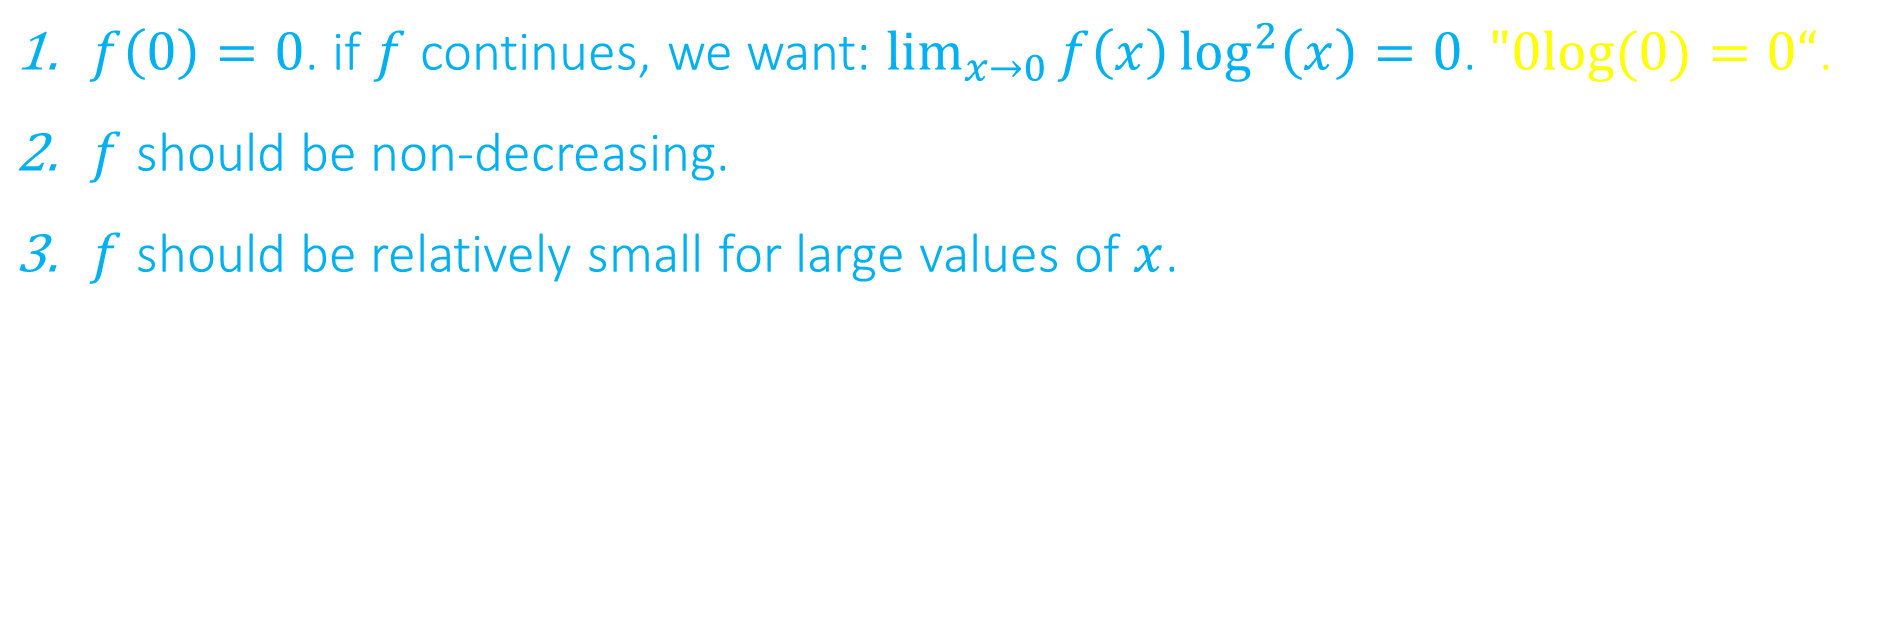 1. f(0) = 0. if f continues, we want: lim_{x→0} f(x) log²(x) = 0. "0log(0) = 0“.
2. f should be non-decreasing.
3. f should be relatively small for large values of x.